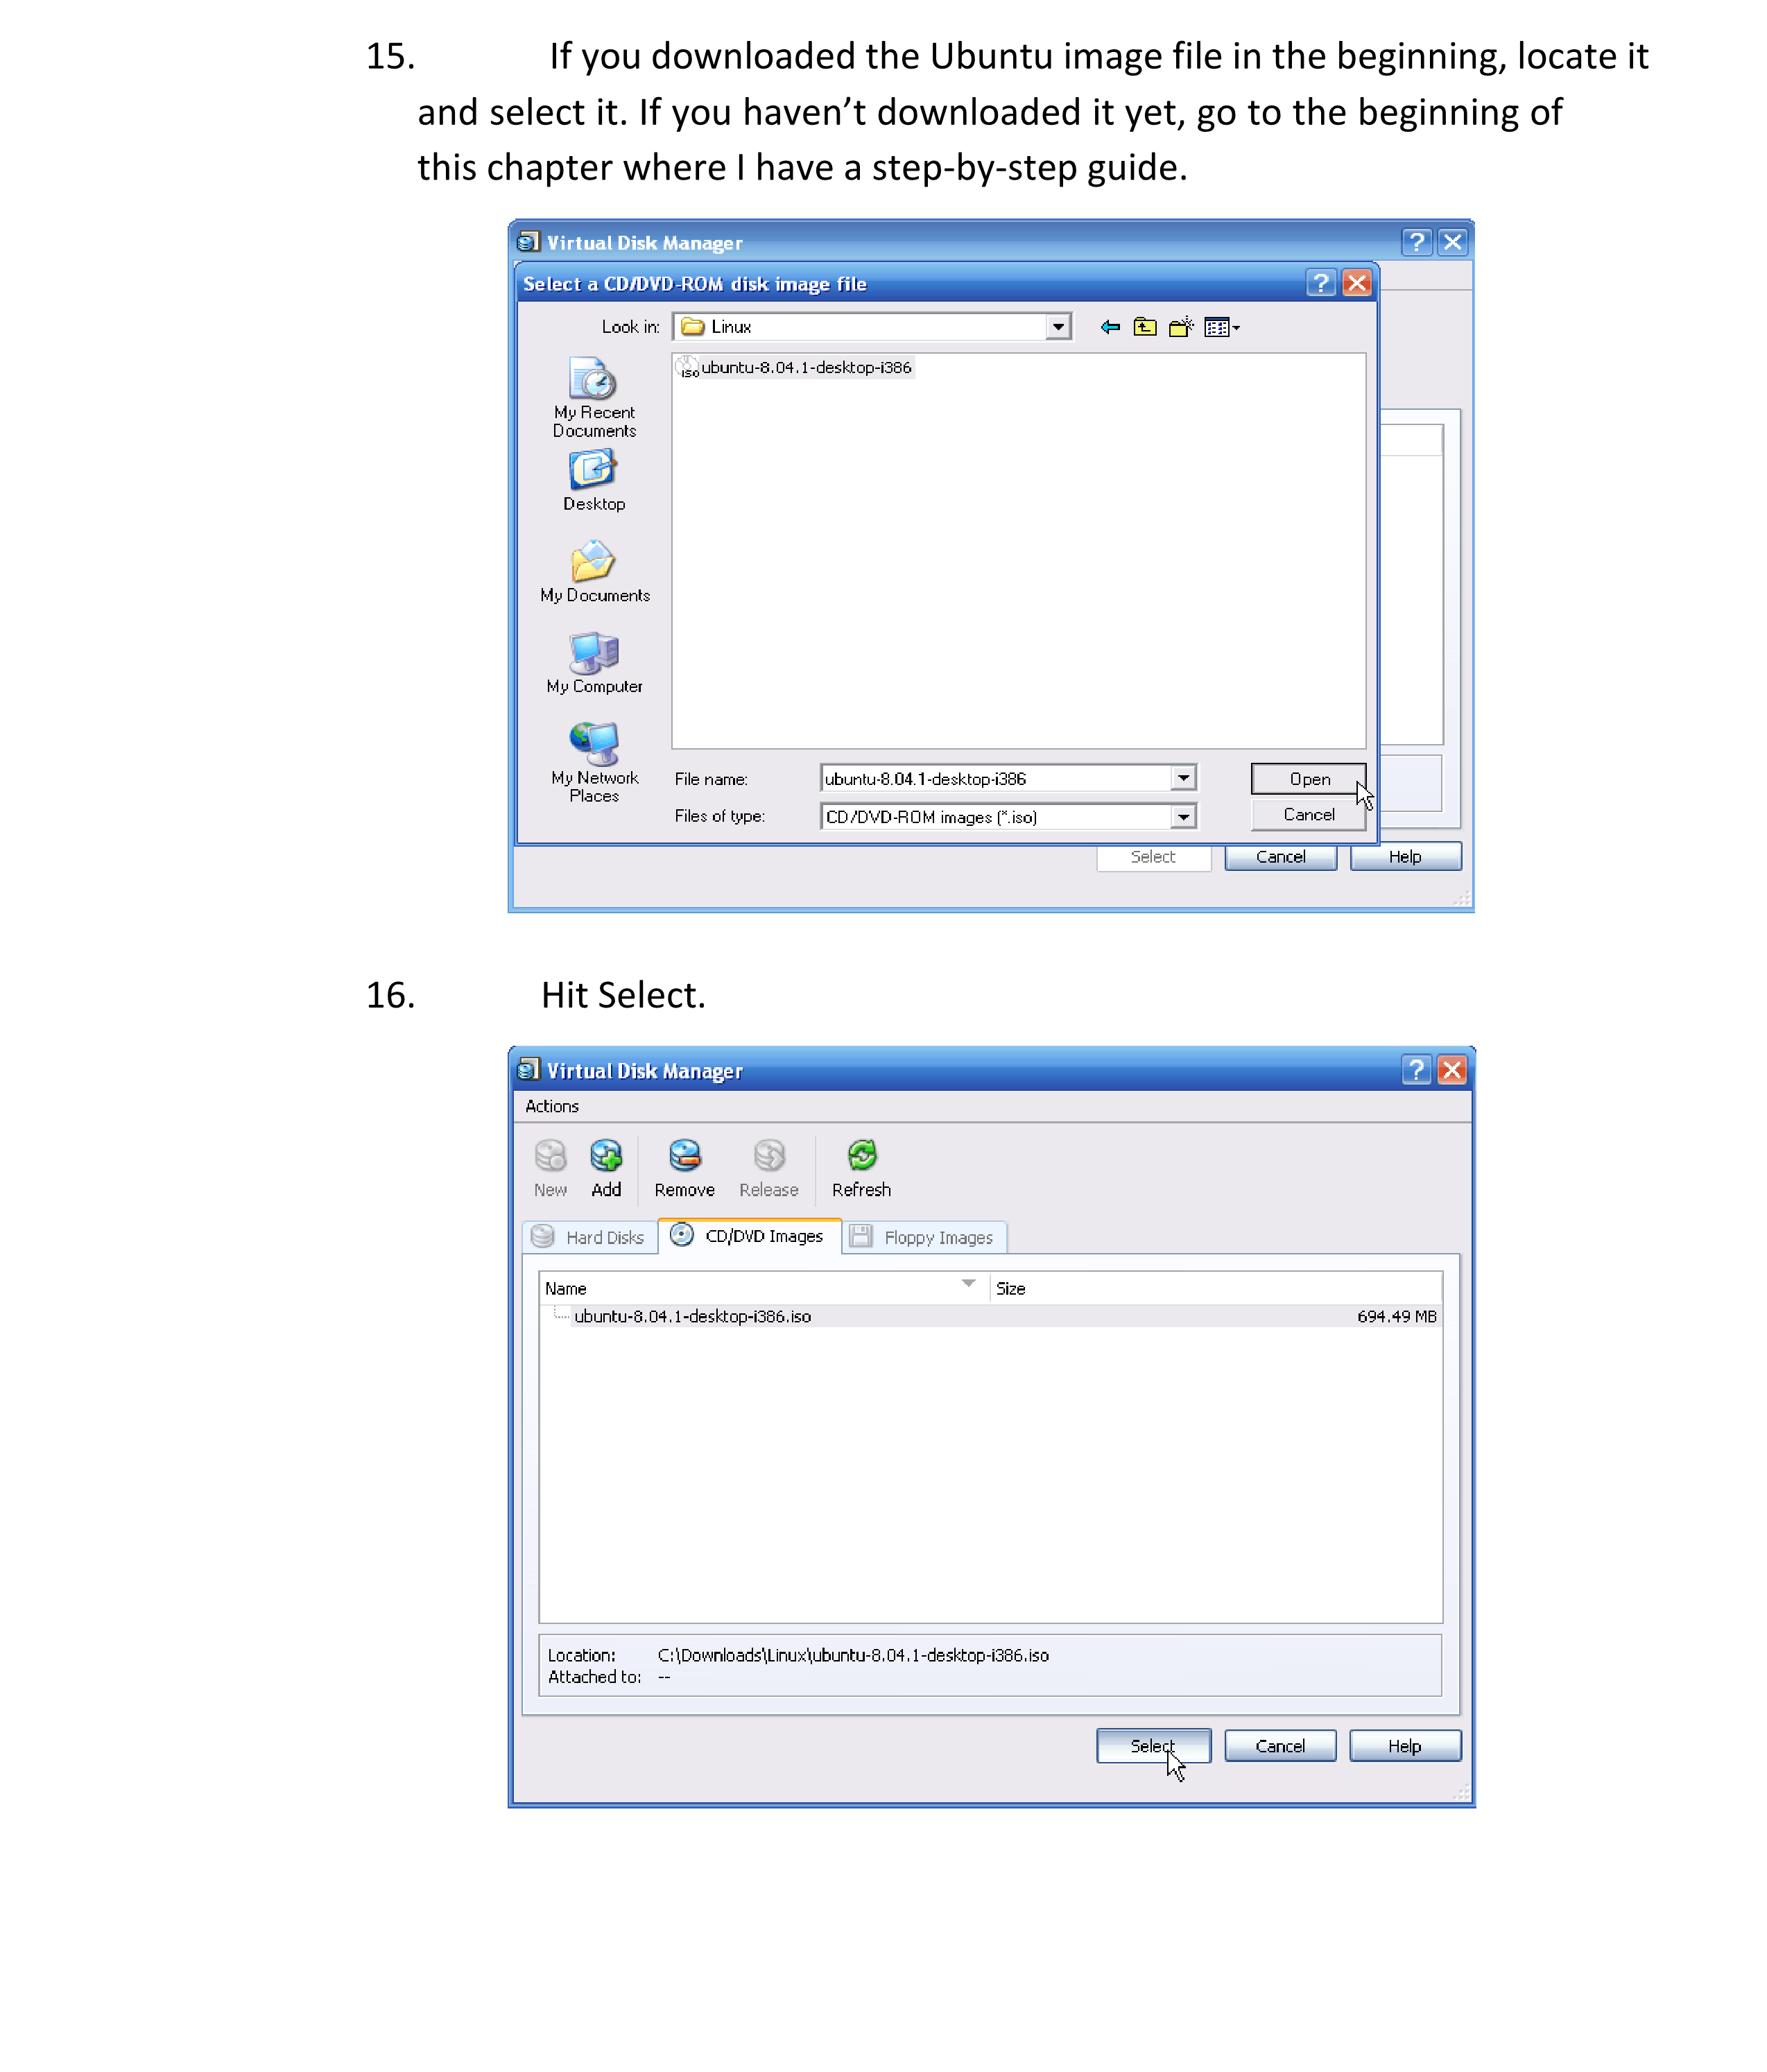 15. If you downloaded the Ubuntu image file in the beginning, locate it
and select it. If you haven’t downloaded it yet, go to the beginning of
this chapter where I have a step-by-step guide.
Virtual Disk Manager
Select a CD/DVD-ROM disk image file
Look in: Linux
ubuntu-8.04.1-desktop-i386
My Recent
Documents
Desktop
My Documents
My Computer
My Network
Places
File name: ubuntu-8.04.1-desktop-i386 Open
Files of type: CD/DVD-ROM images (*.iso) Cancel
Select Cancel Help
16. Hit Select.
Virtual Disk Manager
Actions
New Add Remove Release Refresh
Hard Disks CD/DVD Images Floppy Images
Name Size
ubuntu-8.04.1-desktop-i386.iso 694.49 MB
Location: C:\Downloads\Linux\ubuntu-8.04.1-desktop-i386.iso
Attached to: --
Select Cancel Help